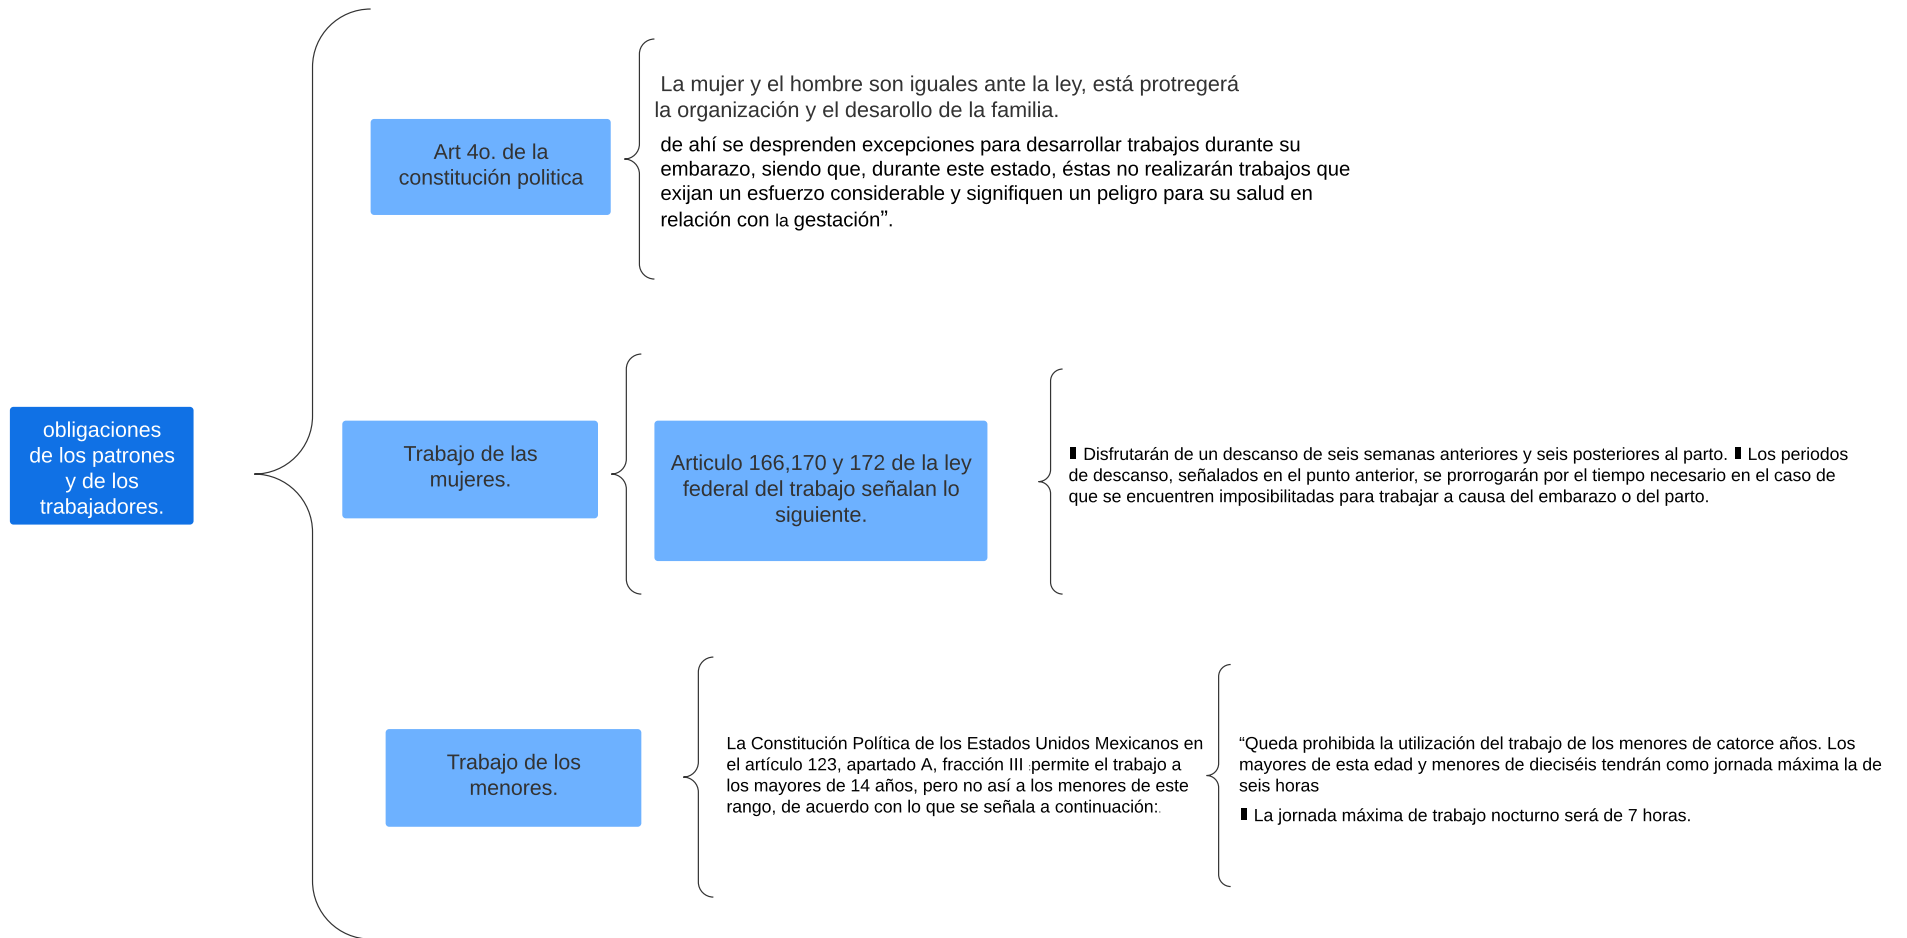 obligaciones
de los patrones
y de los
trabajadores.
Art 4o. de la
constitución politica
La mujer y el hombre son iguales ante la ley, está protregerá
la organización y el desarollo de la familia.
de ahí se desprenden excepciones para desarrollar trabajos durante su
embarazo, siendo que, durante este estado, éstas no realizarán trabajos que
exijan un esfuerzo considerable y signifiquen un peligro para su salud en
relación con la gestación”.
Trabajo de las
mujeres.
Articulo 166,170 y 172 de la ley
federal del trabajo señalan lo
siguiente.
▮ Disfrutarán de un descanso de seis semanas anteriores y seis posteriores al parto. ▮ Los periodos
de descanso, señalados en el punto anterior, se prorrogarán por el tiempo necesario en el caso de
que se encuentren imposibilitadas para trabajar a causa del embarazo o del parto.
Trabajo de los
menores.
La Constitución Política de los Estados Unidos Mexicanos en
el artículo 123, apartado A, fracción III permite el trabajo a
los mayores de 14 años, pero no así a los menores de este
rango, de acuerdo con lo que se señala a continuación:
“Queda prohibida la utilización del trabajo de los menores de catorce años. Los
mayores de esta edad y menores de dieciséis tendrán como jornada máxima la de
seis horas
▮ La jornada máxima de trabajo nocturno será de 7 horas.